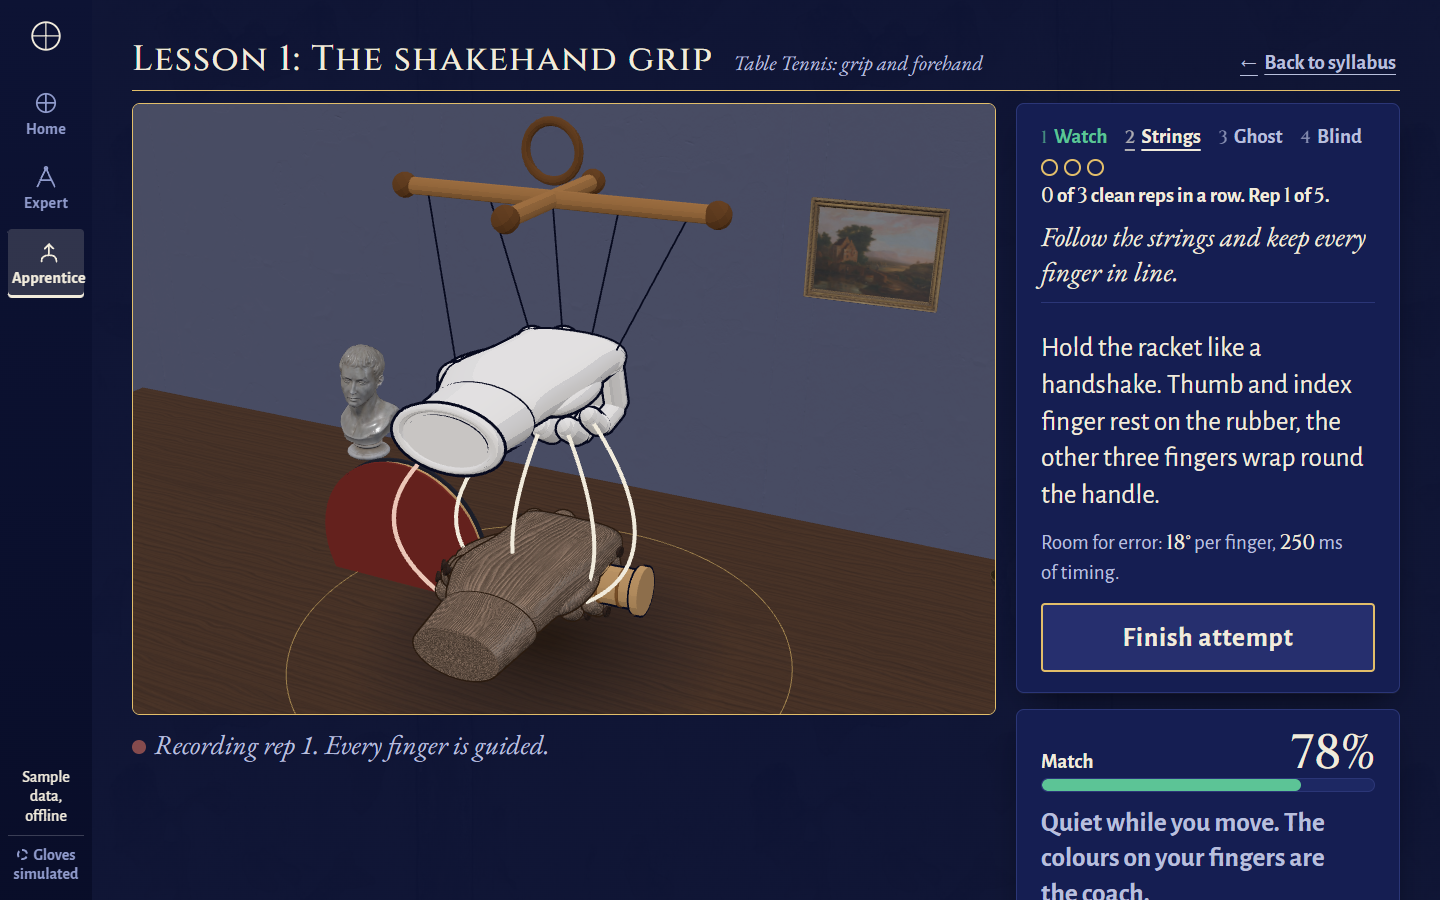 Lesson 1: The shakehand grip
Table Tennis: grip and forehand
← Back to syllabus
Home
Expert
Apprentice
Sample
data,
offline
Gloves
simulated
1 Watch 2 Strings 3 Ghost 4 Blind
0 of 3 clean reps in a row. Rep 1 of 5.
Follow the strings and keep every
finger in line.
Hold the racket like a
handshake. Thumb and index
finger rest on the rubber, the
other three fingers wrap round
the handle.
Room for error: 18° per finger, 250 ms
of timing.
Finish attempt
Recording rep 1. Every finger is guided.
Match 78%
Quiet while you move. The
colours on your fingers are
the coach.